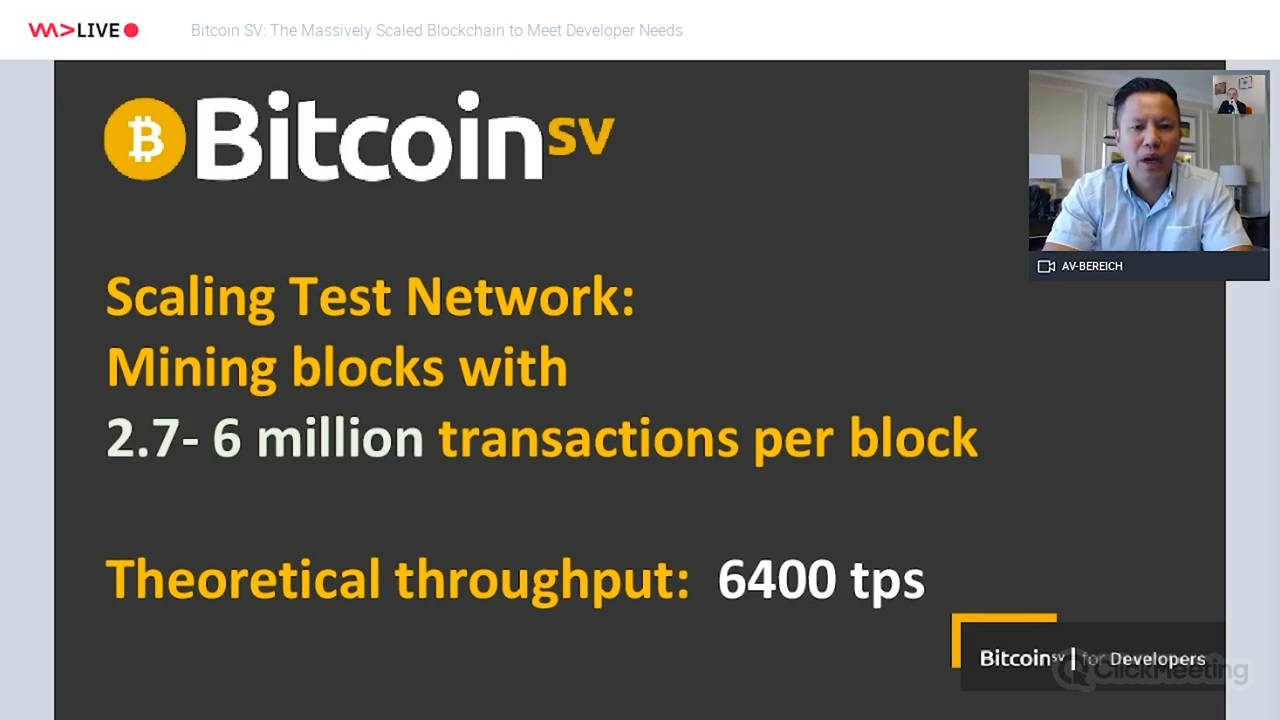 LIVE
Bitcoin SV: The Massively Scaled Blockchain to Meet Developer Needs
BitcoinSV
AV-BEREICH
Scaling Test Network:
Mining blocks with
2.7- 6 million transactions per block
Theoretical throughput: 6400 tps
BitcoinSV | for Developers
ClickMeeting